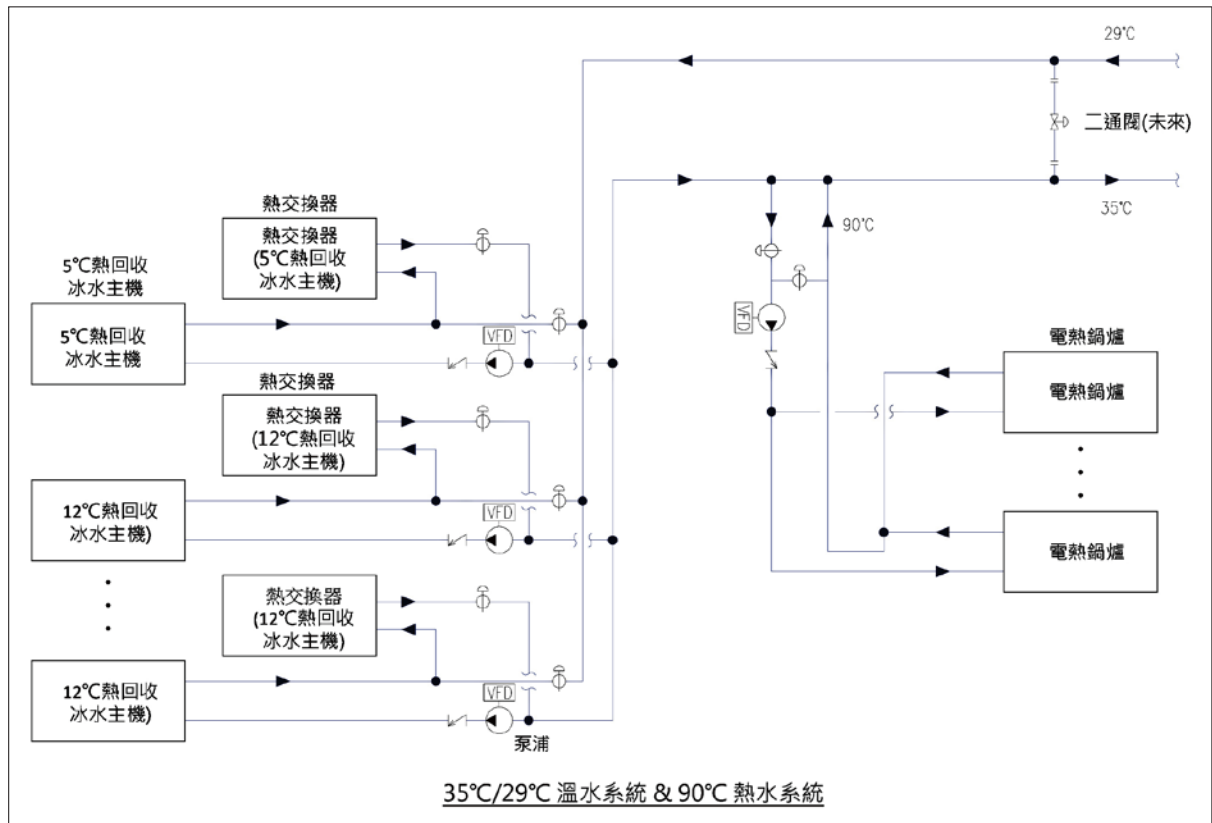 29℃
二通閥(未來)
35℃
90℃
熱交換器
熱交換器
(5℃熱回收
冰水主機)
5℃熱回收
冰水主機
5℃熱回收
冰水主機
VFD
VFD
熱交換器
熱交換器
(12℃熱回收
冰水主機)
電熱鍋爐
電熱鍋爐
12℃熱回收
冰水主機)
VFD
電熱鍋爐
熱交換器
(12℃熱回收
冰水主機)
12℃熱回收
冰水主機)
VFD
泵浦
35℃/29℃ 溫水系統 & 90℃ 熱水系統